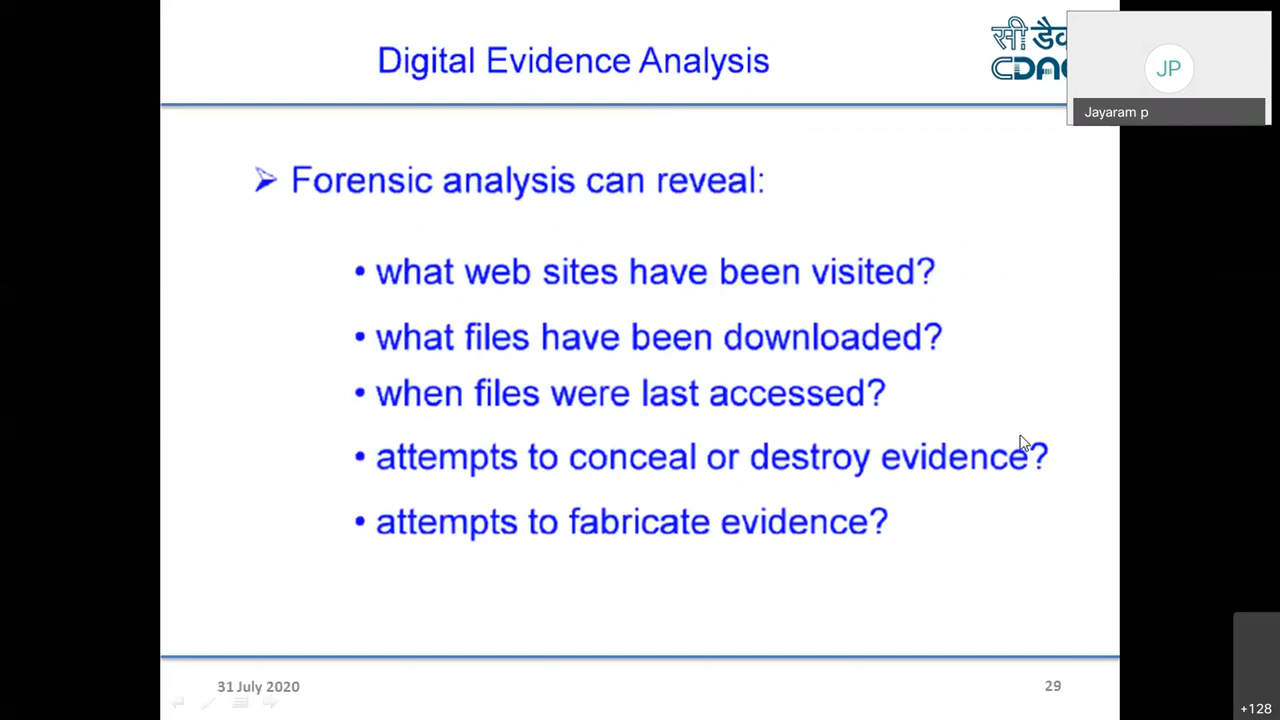 Digital Evidence Analysis
सी डैक
CDAC
JP
Jayaram p
➢ Forensic analysis can reveal:
• what web sites have been visited?
• what files have been downloaded?
• when files were last accessed?
• attempts to conceal or destroy evidence?
• attempts to fabricate evidence?
31 July 2020
29
+128